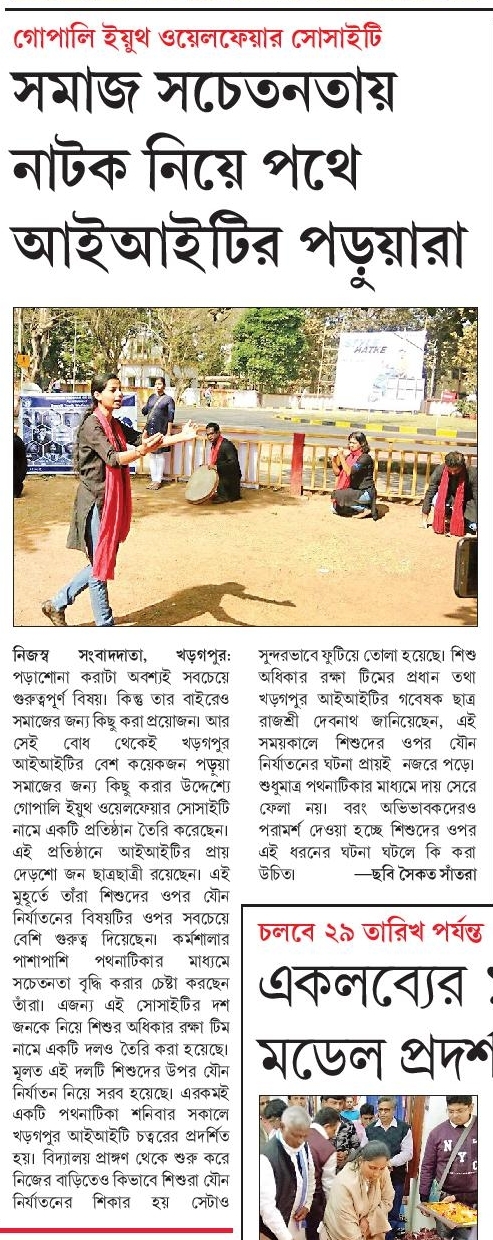 গোপালি ইয়ুথ ওয়েলফেয়ার সোসাইটি
সমাজ সচেতনতায়
নাটক নিয়ে পথে
আইআইটির পড়ুয়ারা
HATKE
নিজস্ব সংবাদদাতা, খড়গপুর:
পড়াশোনা করাটা অবশ্যই সবচেয়ে
গুরুত্বপূর্ণ বিষয়। কিন্তু তার বাইরেও
সমাজের জন্য কিছু করা প্রয়োজন। আর
সেই বোধ থেকেই খড়গপুর
আইআইটির বেশ কয়েকজন পড়ুয়া
সমাজের জন্য কিছু করার উদ্দেশ্যে
গোপালি ইয়ুথ ওয়েলফেয়ার সোসাইটি
নামে একটি প্রতিষ্ঠান তৈরি করেছেন।
এই প্রতিষ্ঠানে আইআইটির প্রায়
দেড়শো জন ছাত্রছাত্রী রয়েছেন। এই
মুহূর্তে তাঁরা শিশুদের ওপর যৌন
নির্যাতনের বিষয়টির ওপর সবচেয়ে
বেশি গুরুত্ব দিয়েছেন। কর্মশালার
পাশাপাশি পথনাটিকার মাধ্যমে
সচেতনতা বৃদ্ধি করার চেষ্টা করছেন
তাঁরা। এজন্য এই সোসাইটির দশ
জনকে নিয়ে শিশুর অধিকার রক্ষা টিম
নামে একটি দলও তৈরি করা হয়েছে।
মূলত এই দলটি শিশুদের উপর যৌন
নির্যাতন নিয়ে সরব হয়েছে। এরকমই
একটি পথনাটিকা শনিবার সকালে
খড়গপুর আইআইটি চত্বরের প্রদর্শিত
হয়। বিদ্যালয় প্রাঙ্গণ থেকে শুরু করে
নিজের বাড়িতেও কিভাবে শিশুরা যৌন
নির্যাতনের শিকার হয় সেটাও
সুন্দরভাবে ফুটিয়ে তোলা হয়েছে। শিশু
অধিকার রক্ষা টিমের প্রধান তথা
খড়গপুর আইআইটির গবেষক ছাত্র
রাজশ্রী দেবনাথ জানিয়েছেন, এই
সময়কালে শিশুদের ওপর যৌন
নির্যাতনের ঘটনা প্রায়ই নজরে পড়ে।
শুধুমাত্র পথনাটিকার মাধ্যমে দায় সেরে
ফেলা নয়। বরং অভিভাবকদেরও
পরামর্শ দেওয়া হচ্ছে শিশুদের ওপর
এই ধরনের ঘটনা ঘটলে কি করা
উচিত। —ছবি সৈকত সাঁতরা
চলবে ২৯ তারিখ পর্যন্ত
একলব্যের
মডেল প্রদর্শ
NYC